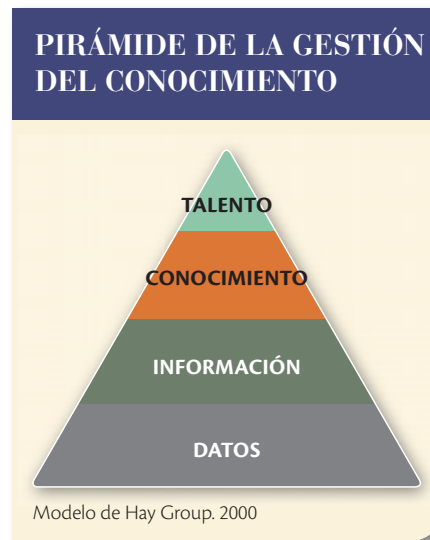 PIRÁMIDE DE LA GESTIÓN
DEL CONOCIMIENTO
TALENTO
CONOCIMIENTO
INFORMACIÓN
DATOS
Modelo de Hay Group. 2000